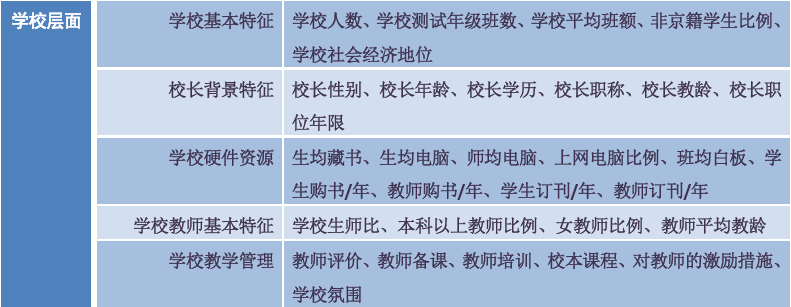 学校层面
学校基本特征
学校人数、学校测试年级班数、学校平均班额、非京籍学生比例、
学校社会经济地位
校长背景特征
校长性别、校长年龄、校长学历、校长职称、校长教龄、校长职
位年限
学校硬件资源
生均藏书、生均电脑、师均电脑、上网电脑比例、班均白板、学
生购书/年、教师购书/年、学生订刊/年、教师订刊/年
学校教师基本特征
学校生师比、本科以上教师比例、女教师比例、教师平均教龄
学校教学管理
教师评价、教师备课、教师培训、校本课程、对教师的激励措施、
学校氛围